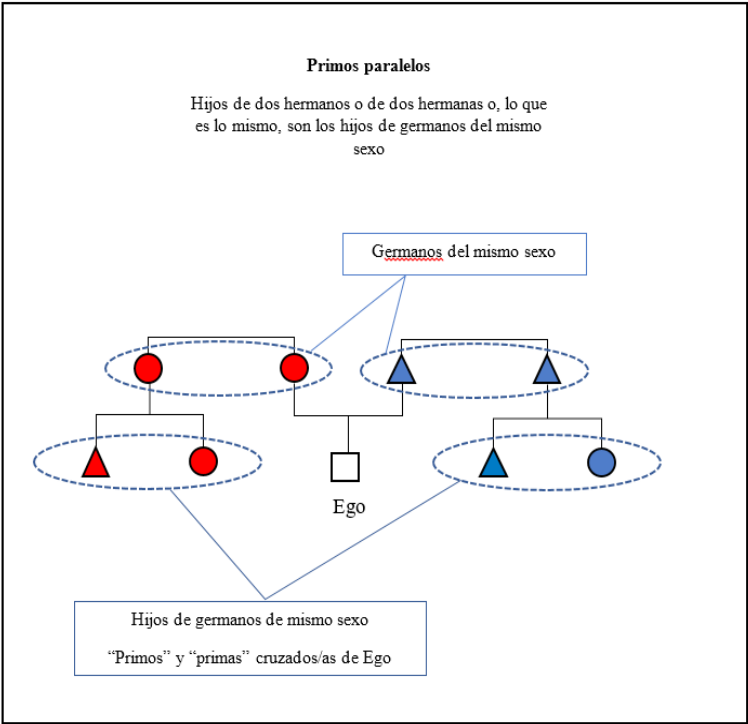 Primos paralelos
Hijos de dos hermanos o de dos hermanas o, lo que
es lo mismo, son los hijos de germanos del mismo
sexo
Germanos del mismo sexo
Ego
Hijos de germanos de mismo sexo
“Primos” y “primas” cruzados/as de Ego